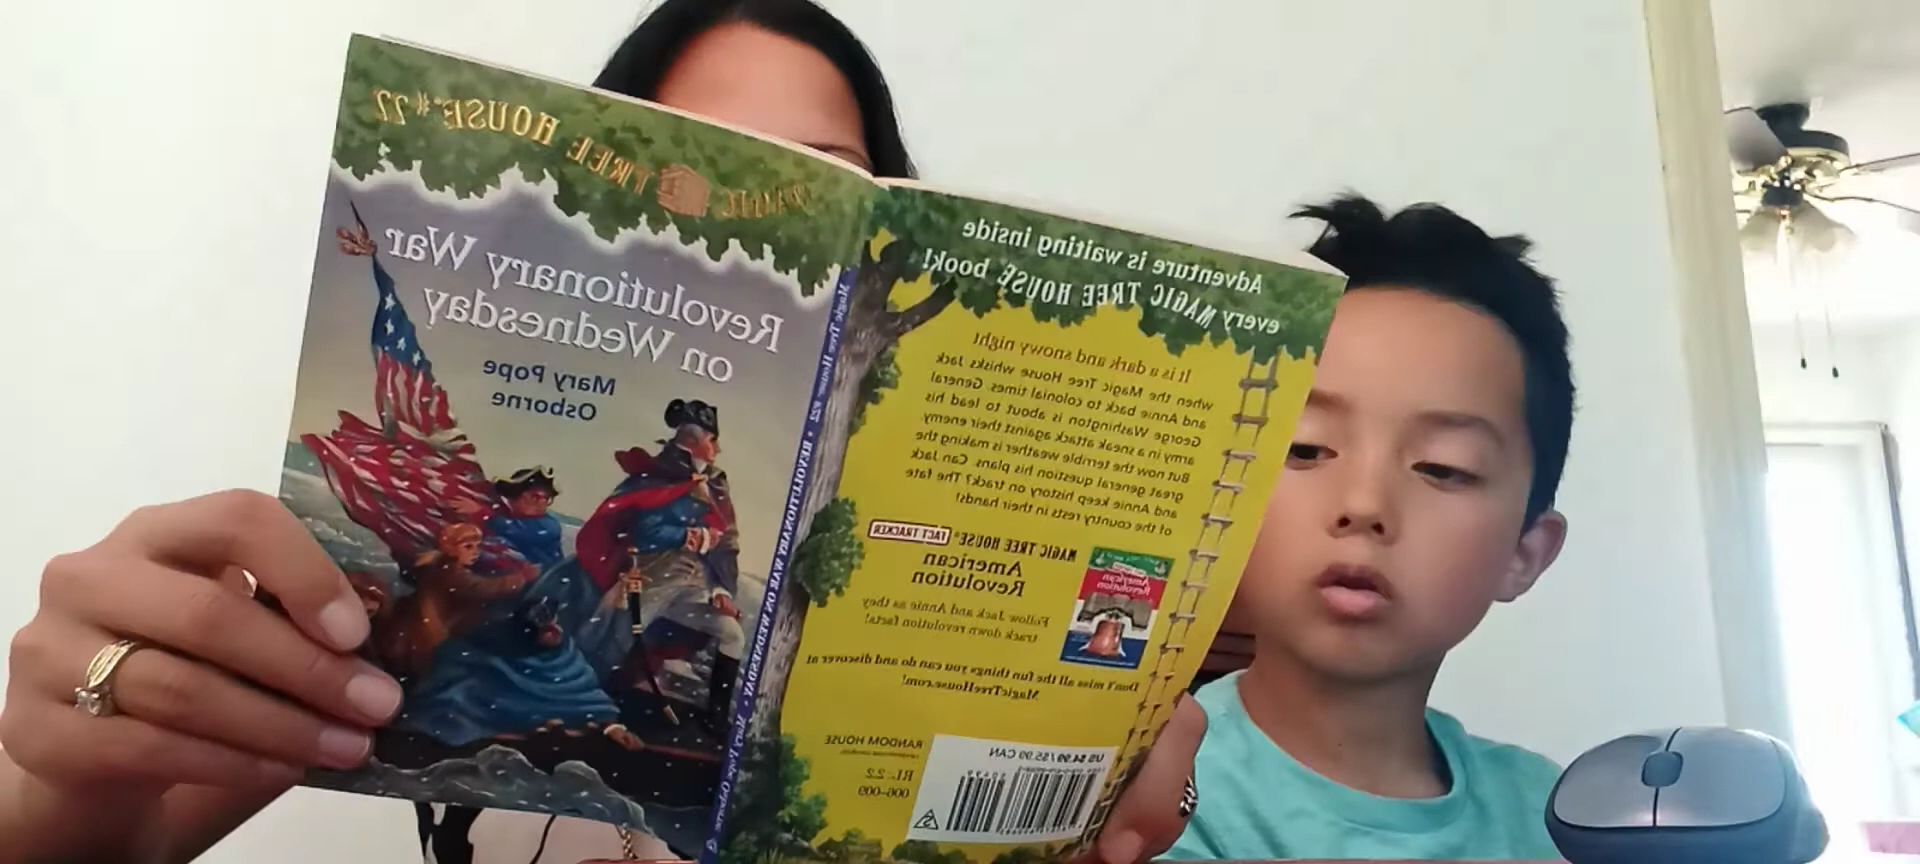 MAGIC TREE HOUSE® #22
Revolutionary War
on Wednesday
Mary Pope
Osborne
Magic Tree House #22 • REVOLUTIONARY WAR ON WEDNESDAY • Mary Pope Osborne
Adventure is waiting inside
every MAGIC TREE HOUSE book!
It is a dark and snowy night
when the Magic Tree House whisks Jack
and Annie back to colonial times. General
George Washington is about to lead his
army in a sneak attack against their enemy.
But now the terrible weather is making the
great general question his plans. Can Jack
and Annie keep history on track? The fate
of the country rests in their hands!
MAGIC TREE HOUSE® FACT TRACKER
American
Revolution
Follow Jack and Annie as they
track down revolution facts!
American
Revolution
Don't miss all the fun things you can do and discover at
MagicTreeHouse.com!
RANDOM HOUSE
RL: 2.2
006–009
US $4.99 / $5.99 CAN
S